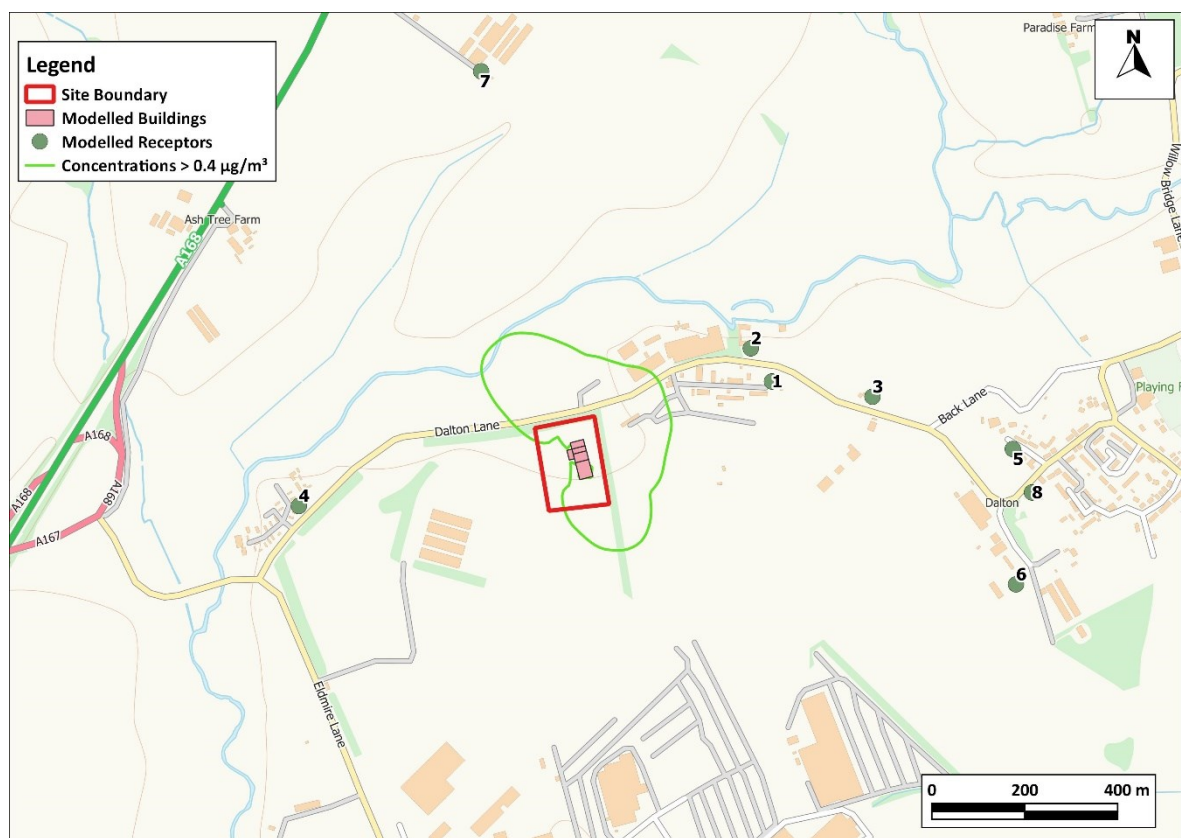 Legend
Site Boundary
Modelled Buildings
Modelled Receptors
Concentrations > 0.4 µg/m³
7
Paradise Farm
N
Willow Bridge Lane
Ash Tree Farm
A168
2
1
3
Back Lane
Playing
Dalton Lane
A168
A168
A168
A167
4
5
8
Dalton
6
Eldmire Lane
0 200 400 m